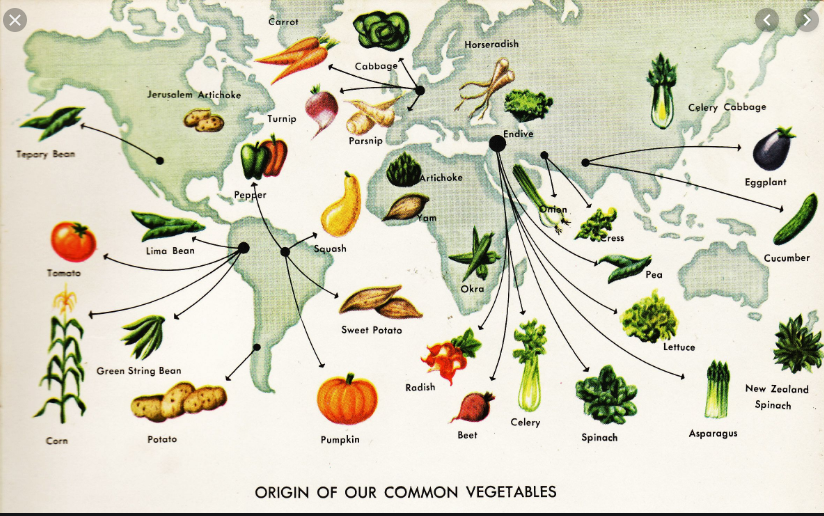 Carrot
Cabbage
Horseradish
Jerusalem Artichoke
Celery Cabbage
Turnip
Parsnip
Endive
Tepary Bean
Eggplant
Pepper
Artichoke
Yam
Onion
Cress
Lima Bean
Squash
Tomato
Cucumber
Pea
Okra
Sweet Potato
Lettuce
Green String Bean
Radish
New Zealand
Spinach
Corn
Potato
Pumpkin
Beet
Celery
Spinach
Asparagus
ORIGIN OF OUR COMMON VEGETABLES